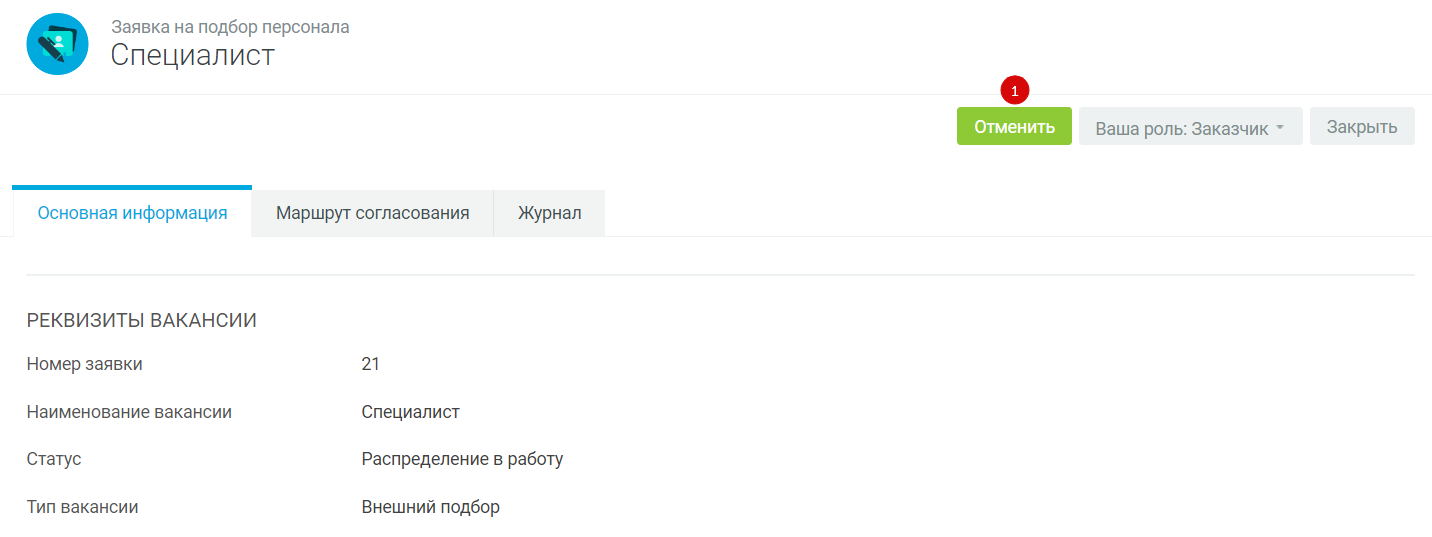 Заявка на подбор персонала
Специалист
1
Отменить Ваша роль: Заказчик Закрыть
Основная информация Маршрут согласования Журнал
РЕКВИЗИТЫ ВАКАНСИИ
Номер заявки 21
Наименование вакансии Специалист
Статус Распределение в работу
Тип вакансии Внешний подбор